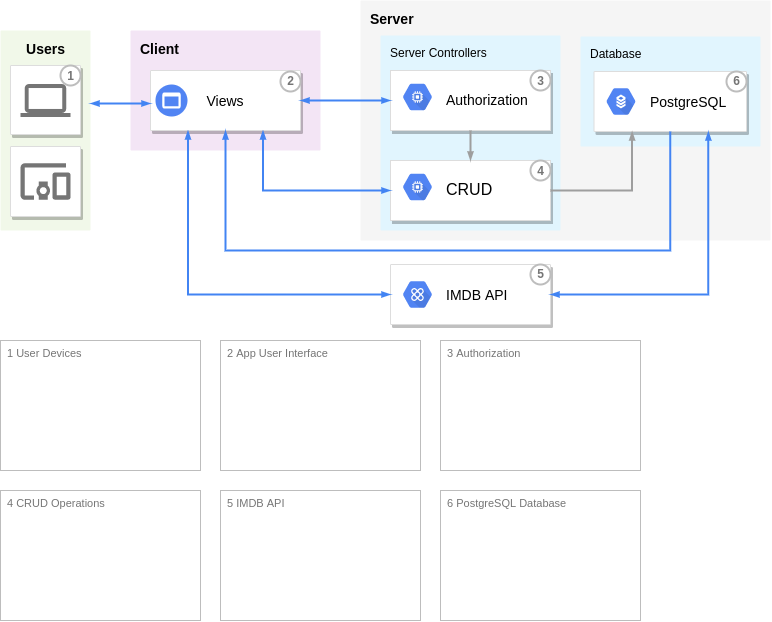 Server
Users
Client
Server Controllers
Database
1
2
3
6
Views
Authorization
PostgreSQL
4
CRUD
5
IMDB API
1 User Devices
2 App User Interface
3 Authorization
4 CRUD Operations
5 IMDB API
6 PostgreSQL Database